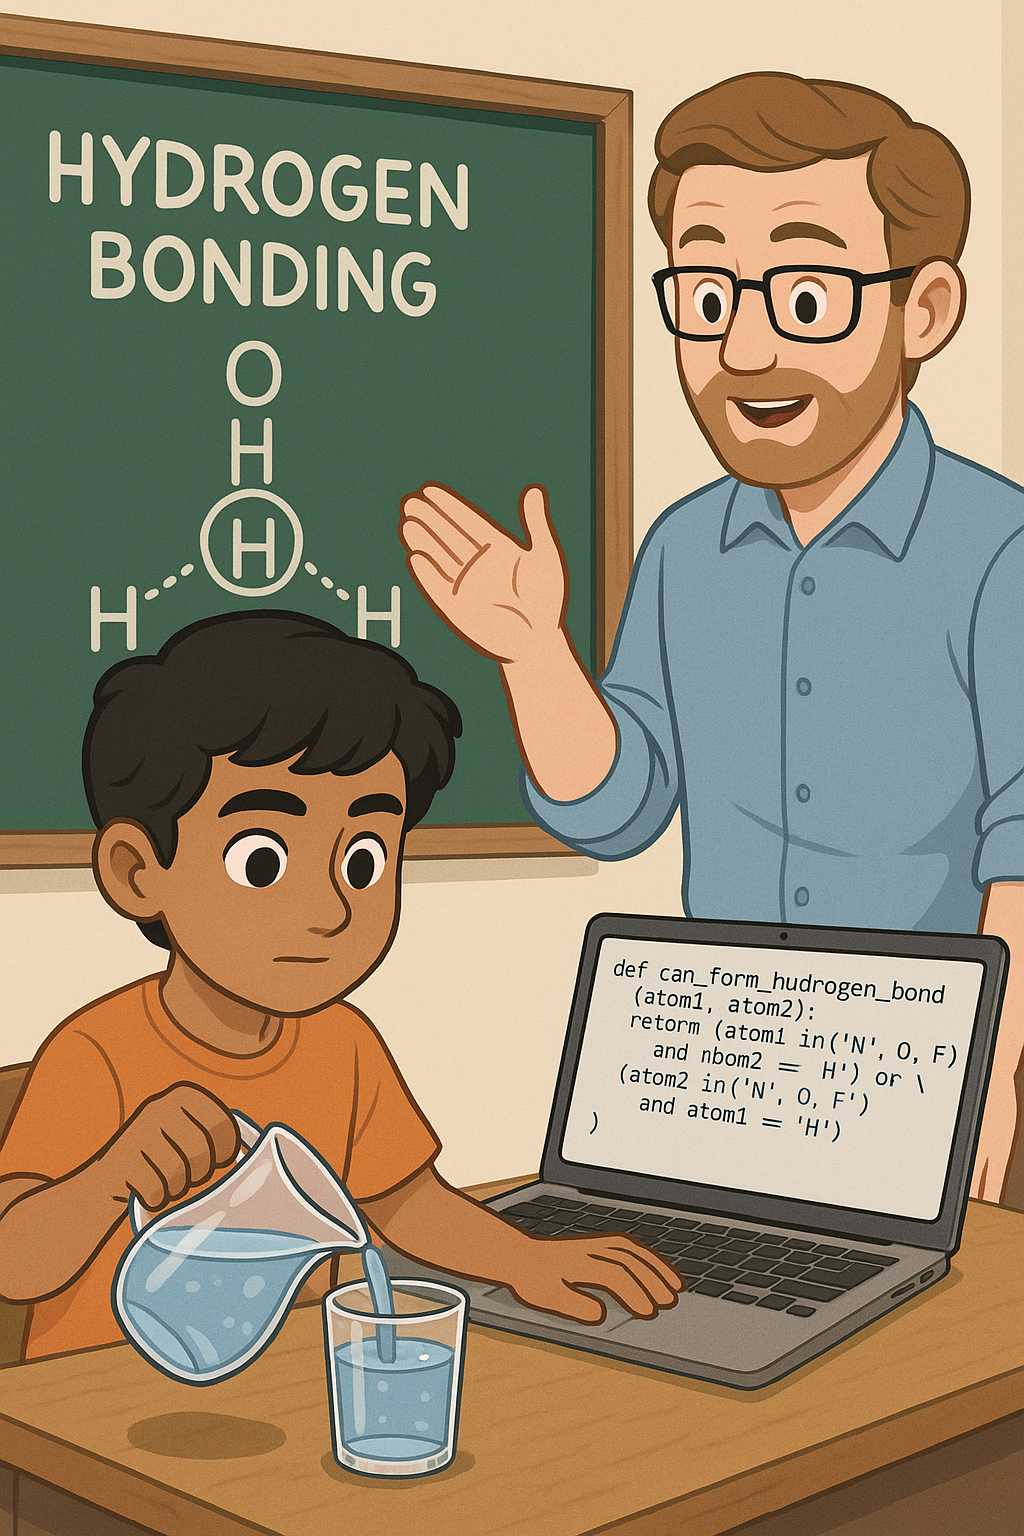 HYDROGEN
BONDING
O
H
H
H H
def can_form_hudrogen_bond
(atom1, atom2):
retorm (atom1 in('N', O, F)
and nbom2 == H') or \
(atom2 in('N', O, F')
and atom1 == 'H')
)